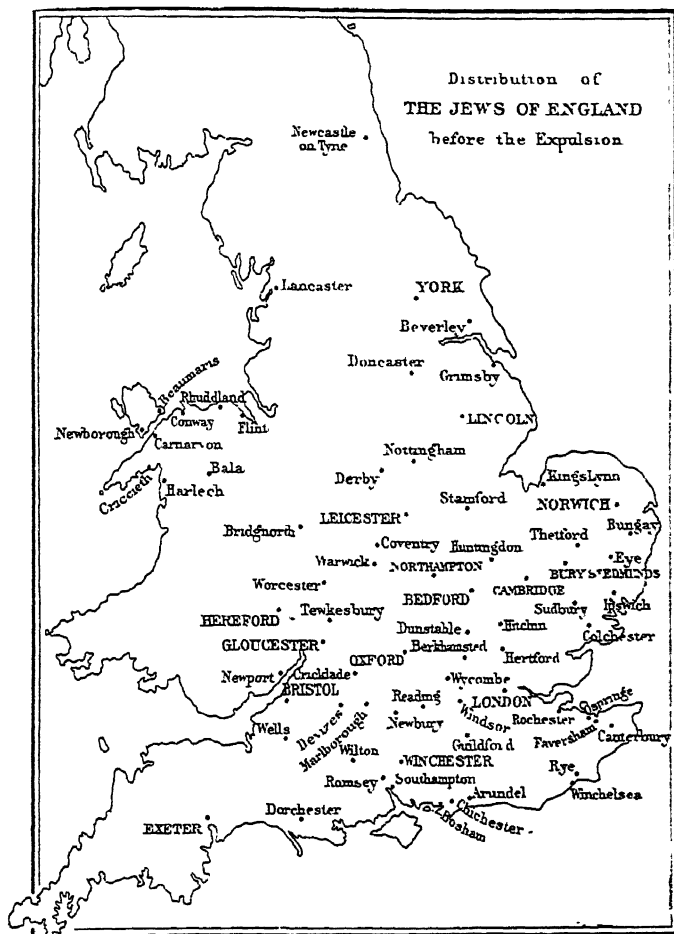 Distribution of
THE JEWS OF ENGLAND
before the Expulsion
Newcastle
on Tyne
Lancaster
YORK
Beverley
Doncaster
Grimsby
Beaumaris
Rhuddland
Conway
Flint
LINCOLN
Newborough
Carnarvon
Nottingham
Bala
Derby
Criccieth
Harlech
KingsLynn
Stamford
NORWICH
LEICESTER
Bridgnorth
Bungay
Thetford
Coventry
Huntingdon
Eye
Warwick
NORTHAMPTON
BURY St EDMUNDS
Worcester
CAMBRIDGE
BEDFORD
Ipswich
Sudbury
HEREFORD
Tewkesbury
Dunstable
Hitchin
Colchester
GLOUCESTER
Berkhamsted
OXFORD
Hertford
Newport
Cricklade
Wycombe
BRISTOL
Reading
LONDON
Ospringe
Devizes
Marlborough
Newbury
Windsor
Rochester
Faversham
Canterbury
Wells
Wilton
Guildford
WINCHESTER
Rye
Romsey
Southampton
Arundel
Winchelsea
Dorchester
Chichester
Bosham
EXETER